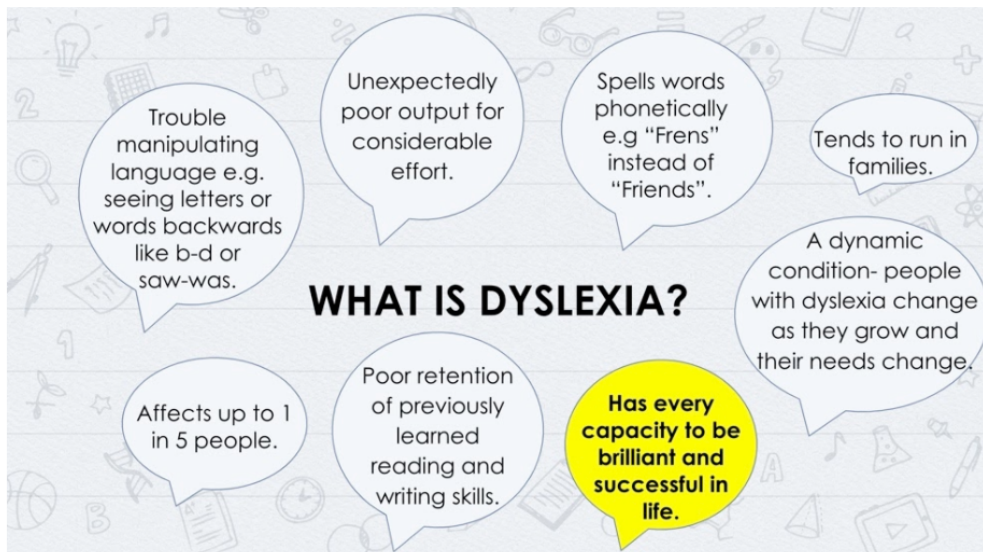 Trouble
manipulating
language e.g.
seeing letters or
words backwards
like b-d or
saw-was.
Unexpectedly
poor output for
considerable
effort.
Spells words
phonetically
e.g “Frens”
instead of
“Friends”.
Tends to run in
families.
WHAT IS DYSLEXIA?
A dynamic
condition- people
with dyslexia change
as they grow and
their needs change.
Affects up to 1
in 5 people.
Poor retention
of previously
learned
reading and
writing skills.
Has every
capacity to be
brilliant and
successful in
life.